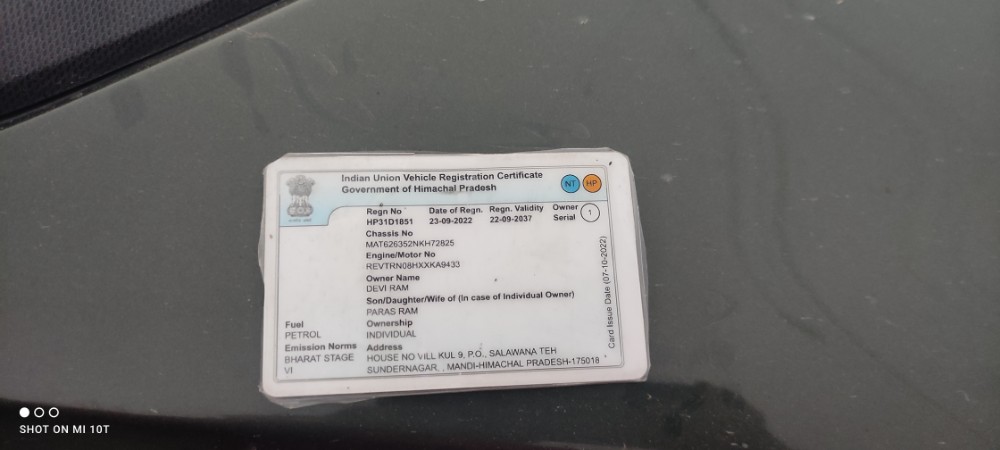 Indian Union Vehicle Registration Certificate
Government of Himachal Pradesh
NT HP
Regn No Date of Regn. Regn. Validity Owner Serial 1
HP31D1851 23-09-2022 22-09-2037
Chassis No
MAT626352NKH72825
Engine/Motor No
REVTRN08HXXKA9433
Owner Name
DEVI RAM
Son/Daughter/Wife of (In case of Individual Owner)
PARAS RAM
Fuel Ownership
PETROL INDIVIDUAL
Emission Norms Address
BHARAT STAGE HOUSE NO VILL KUL 9, P.O., SALAWANA TEH
VI SUNDERNAGAR, , MANDI-HIMACHAL PRADESH-175018
Card Issue Date (07-10-2022)
SHOT ON MI 10T